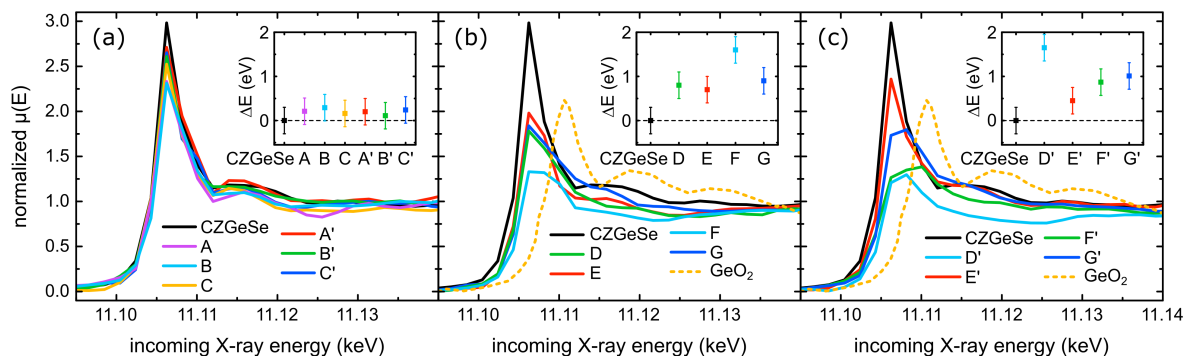 (a)
3.0
2.5
2.0
1.5
1.0
0.5
0.0
normalized µ(E)
2
1
0
ΔE (eV)
CZGeSe A B C A' B' C'
CZGeSe
A
B
C
A'
B'
C'
11.10 11.11 11.12 11.13
incoming X-ray energy (keV)
(b)
2
1
0
ΔE (eV)
CZGeSe D E F G
CZGeSe
D
E
F
G
GeO₂
11.10 11.11 11.12 11.13
incoming X-ray energy (keV)
(c)
2
1
0
ΔE (eV)
CZGeSe D' E' F' G'
CZGeSe
D'
E'
F'
G'
GeO₂
11.10 11.11 11.12 11.13 11.14
incoming X-ray energy (keV)